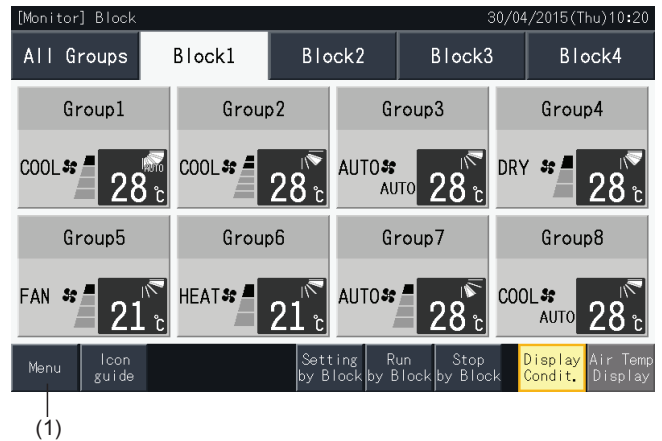 [Monitor] Block 30/04/2015(Thu)10:20
All Groups Block1 Block2 Block3 Block4
Group1 Group2 Group3 Group4
COOL AUTO 28 ℃ COOL 28 ℃ AUTO AUTO 28 ℃ DRY 28 ℃
Group5 Group6 Group7 Group8
FAN 21 ℃ HEAT 21 ℃ AUTO 28 ℃ COOL AUTO 28 ℃
Menu Icon guide Setting by Block Run by Block Stop by Block Display Condit. Air Temp Display
(1)